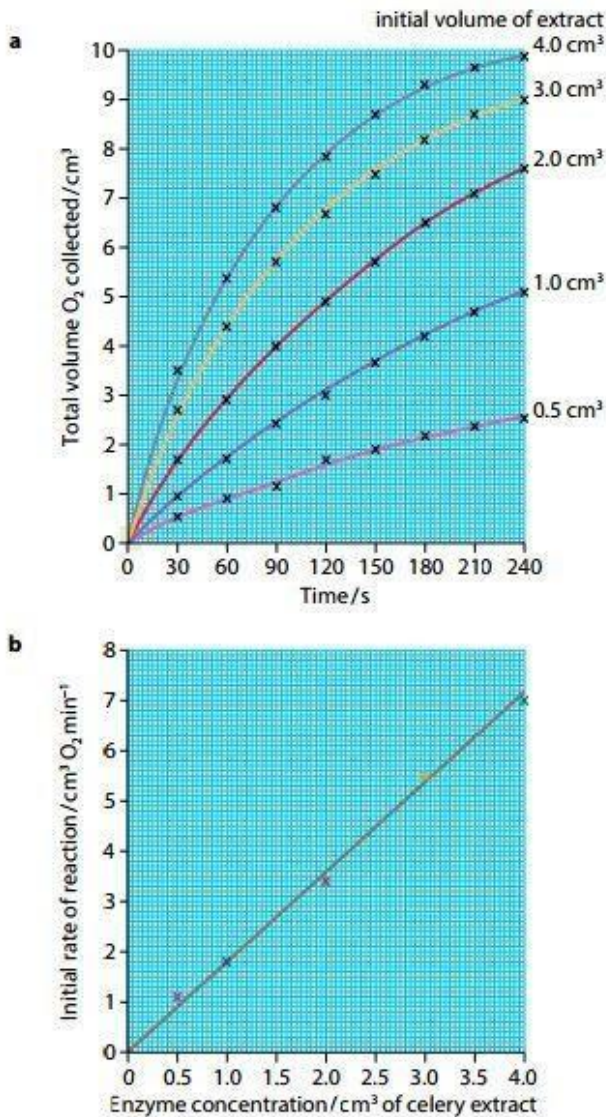 initial volume of extract
a
4.0 cm³
3.0 cm³
2.0 cm³
1.0 cm³
0.5 cm³
Total volume O₂ collected/cm³
10
9
8
7
6
5
4
3
2
1
0
0 30 60 90 120 150 180 210 240
Time/s
b
Initial rate of reaction/cm³ O₂ min⁻¹
8
7
6
5
4
3
2
1
0
0 0.5 1.0 1.5 2.0 2.5 3.0 3.5 4.0
Enzyme concentration/cm³ of celery extract